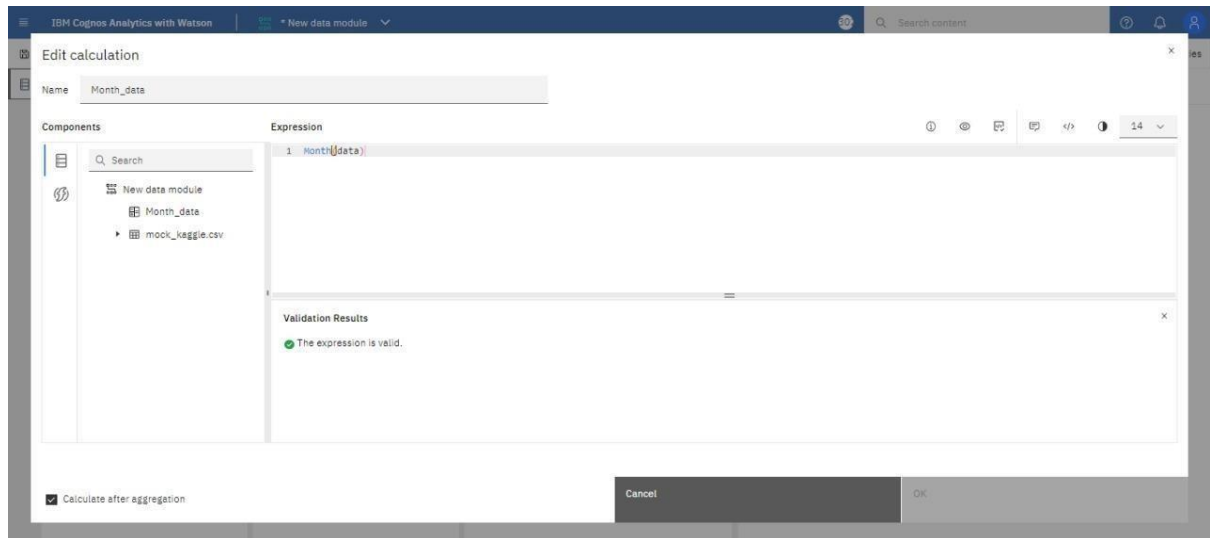 IBM Cognos Analytics with Watson
* New data module
30
Search content
Edit calculation
ies
Name
Month_data
Components
Expression
14
Search
1 Month(data)
New data module
Month_data
mock_kaggle.csv
Validation Results
The expression is valid.
Calculate after aggregation
Cancel
OK